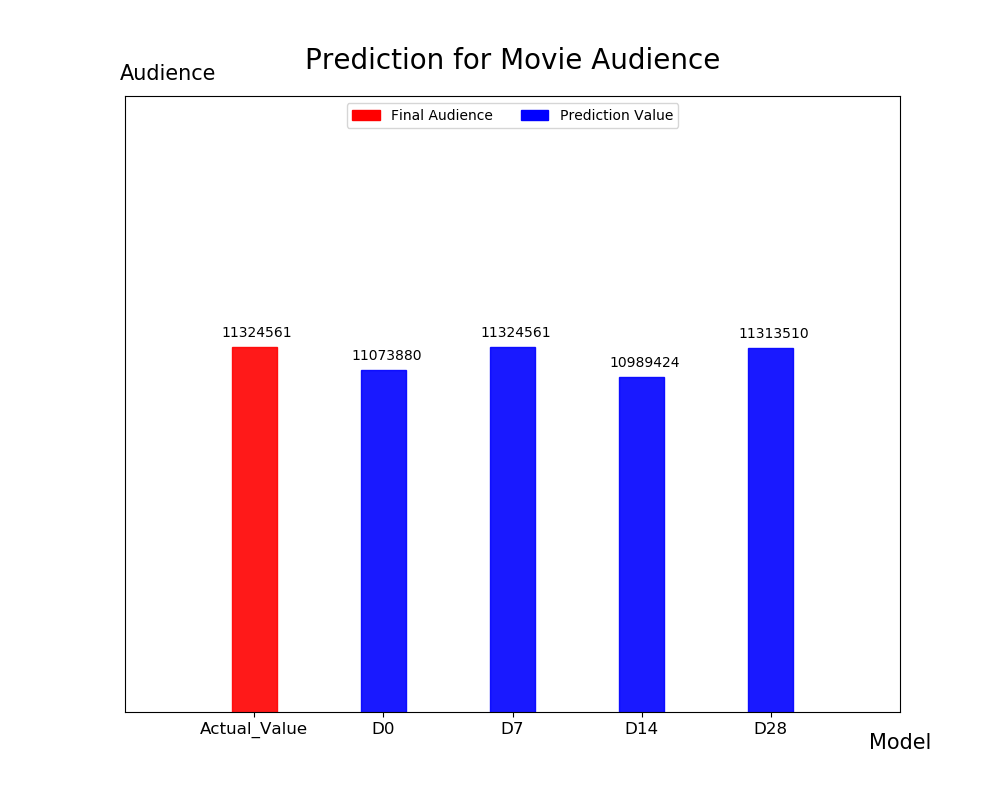 Prediction for Movie Audience
Audience
Final Audience
Prediction Value
11324561
11073880
11324561
10989424
11313510
Actual_Value
D0
D7
D14
D28
Model